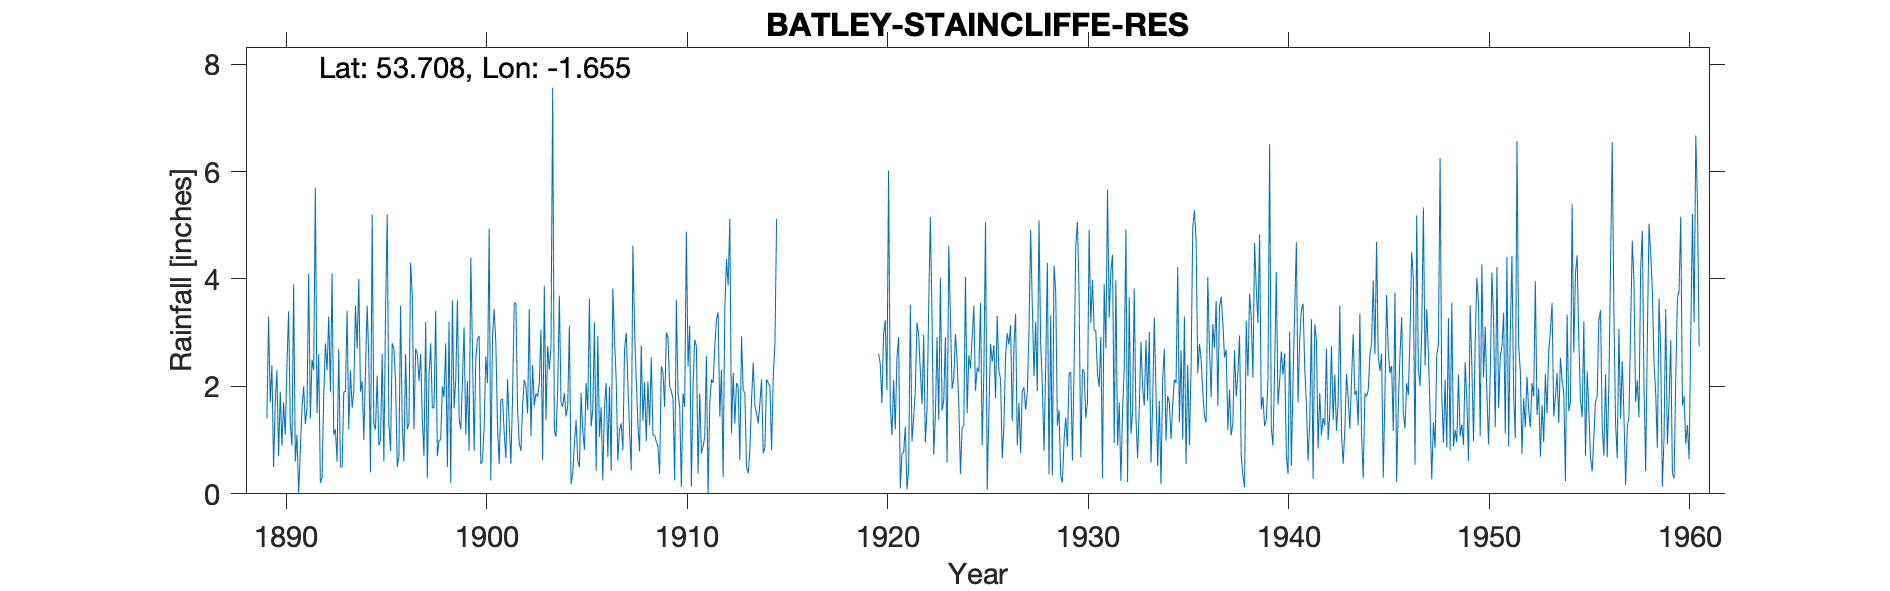 BATLEY-STAINCLIFFE-RES
Lat: 53.708, Lon: -1.655
Rainfall [inches]
8
6
4
2
0
1890 1900 1910 1920 1930 1940 1950 1960
Year